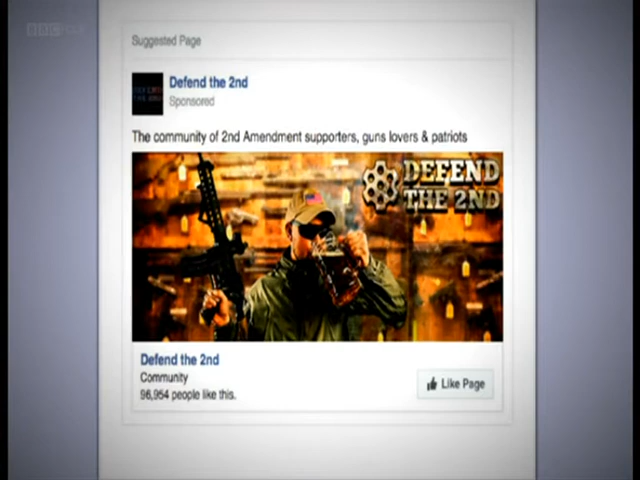 BBC
Suggested Page
Defend the 2nd
Sponsored
The community of 2nd Amendment supporters, guns lovers & patriots
DEFEND
THE 2ND
Defend the 2nd
Community
96,954 people like this.
Like Page